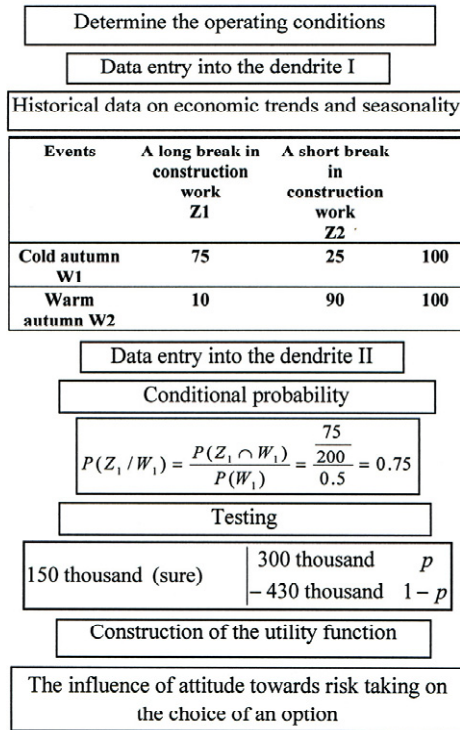 Determine the operating conditions
Data entry into the dendrite I
Historical data on economic trends and seasonality
Events A long break in A short break
construction in
work construction
Z1 work
Z2
Cold autumn 75 25 100
W1
Warm 10 90 100
autumn W2
Data entry into the dendrite II
Conditional probability
P(Z₁/W₁) = P(Z₁ ∩ W₁) / P(W₁) = (75/200) / 0.5 = 0.75
Testing
150 thousand (sure) 300 thousand p
− 430 thousand 1 − p
Construction of the utility function
The influence of attitude towards risk taking on
the choice of an option